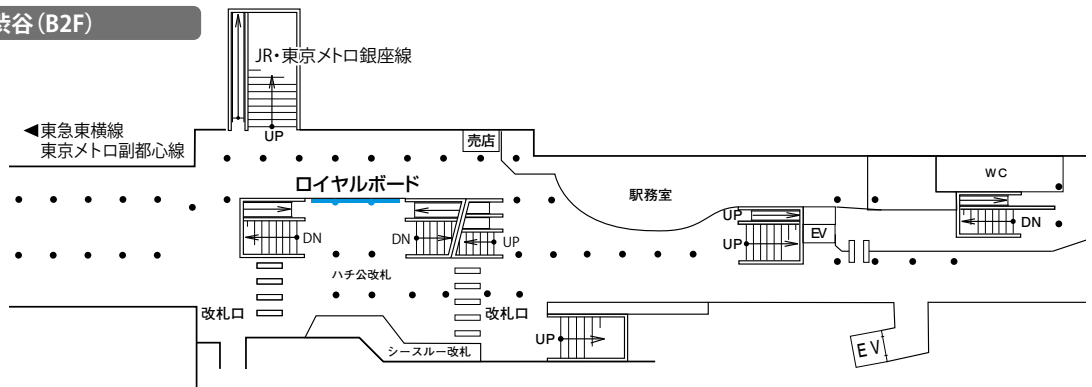 渋谷（B2F）
JR・東京メトロ銀座線
UP
◀東急東横線
東京メトロ副都心線
売店
ロイヤルボード
駅務室
WC
DN
DN
UP
UP
UP
EV
DN
ハチ公改札
改札口
改札口
シースルー改札
UP
EV